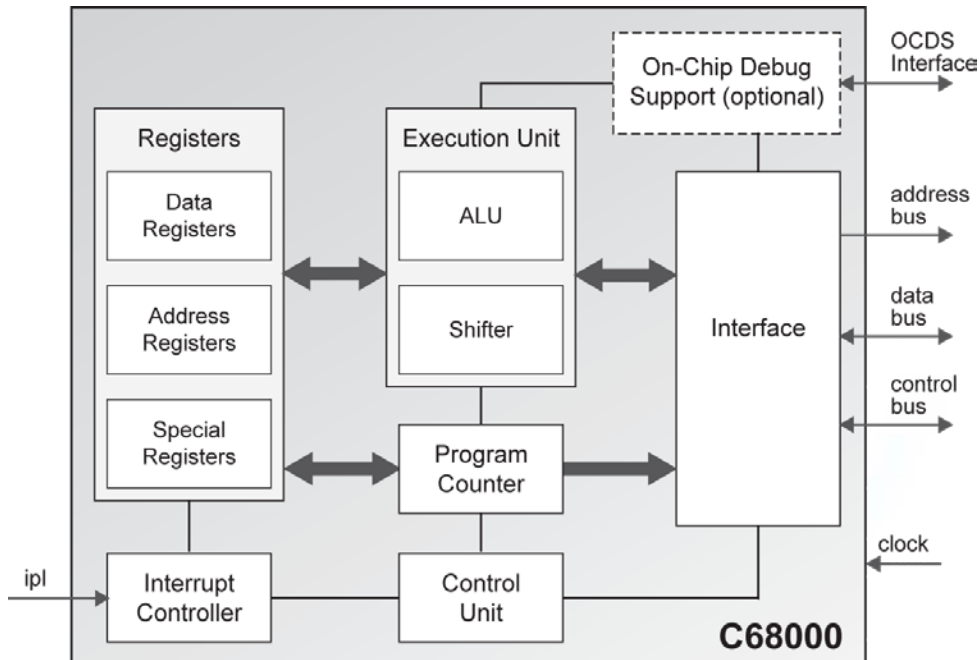 OCDS
Interface
On-Chip Debug
Support (optional)
Registers
Data
Registers
Address
Registers
Special
Registers
Execution Unit
ALU
Shifter
Program
Counter
Interface
address
bus
data
bus
control
bus
clock
ipl
Interrupt
Controller
Control
Unit
C68000